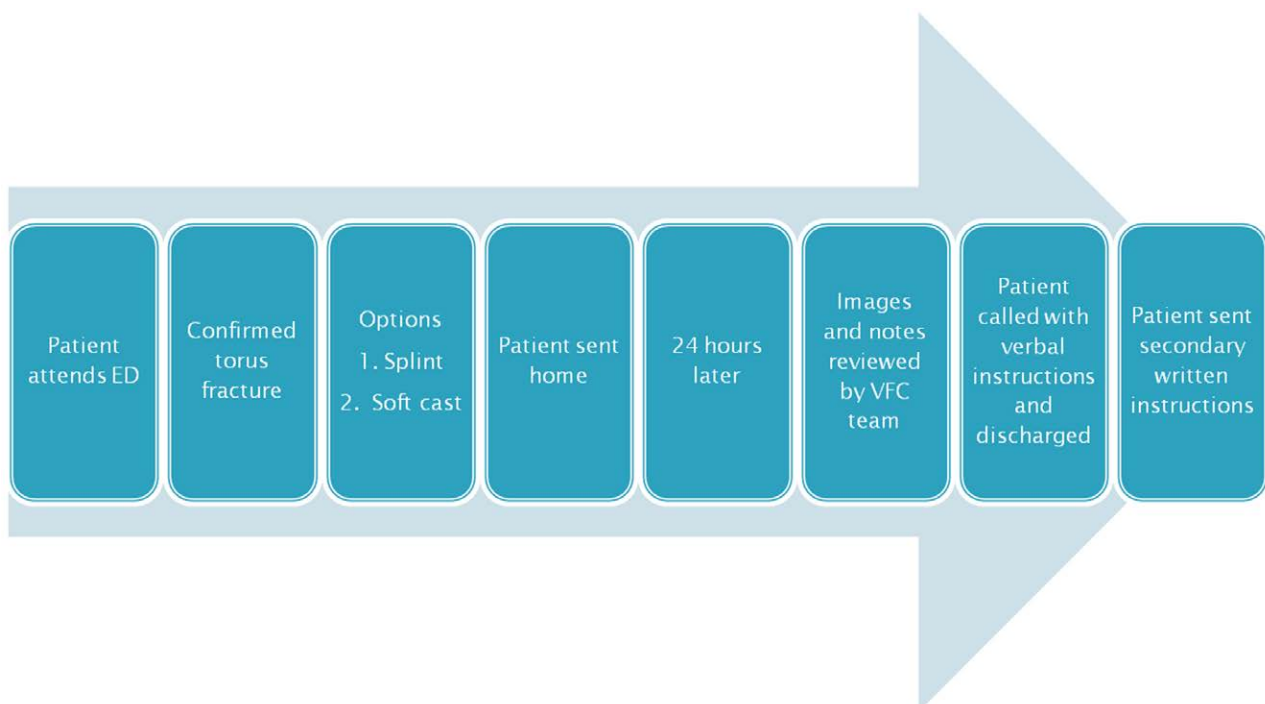 Patient
attends ED
Confirmed
torus
fracture
Options
1. Splint
2. Soft cast
Patient sent
home
24 hours
later
Images
and notes
reviewed
by VFC
team
Patient
called with
verbal
instructions
and
discharged
Patient sent
secondary
written
instructions